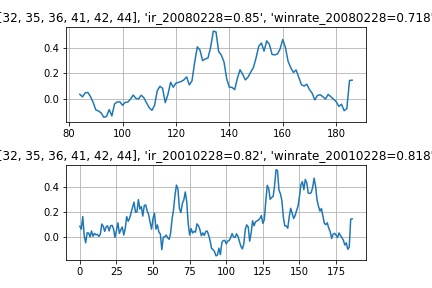 [32, 35, 36, 41, 42, 44], 'ir_20080228=0.85', 'winrate_20080228=0.718'
0.4
0.2
0.0
80 100 120 140 160 180
[32, 35, 36, 41, 42, 44], 'ir_20010228=0.82', 'winrate_20010228=0.818'
0.4
0.2
0.0
0 25 50 75 100 125 150 175